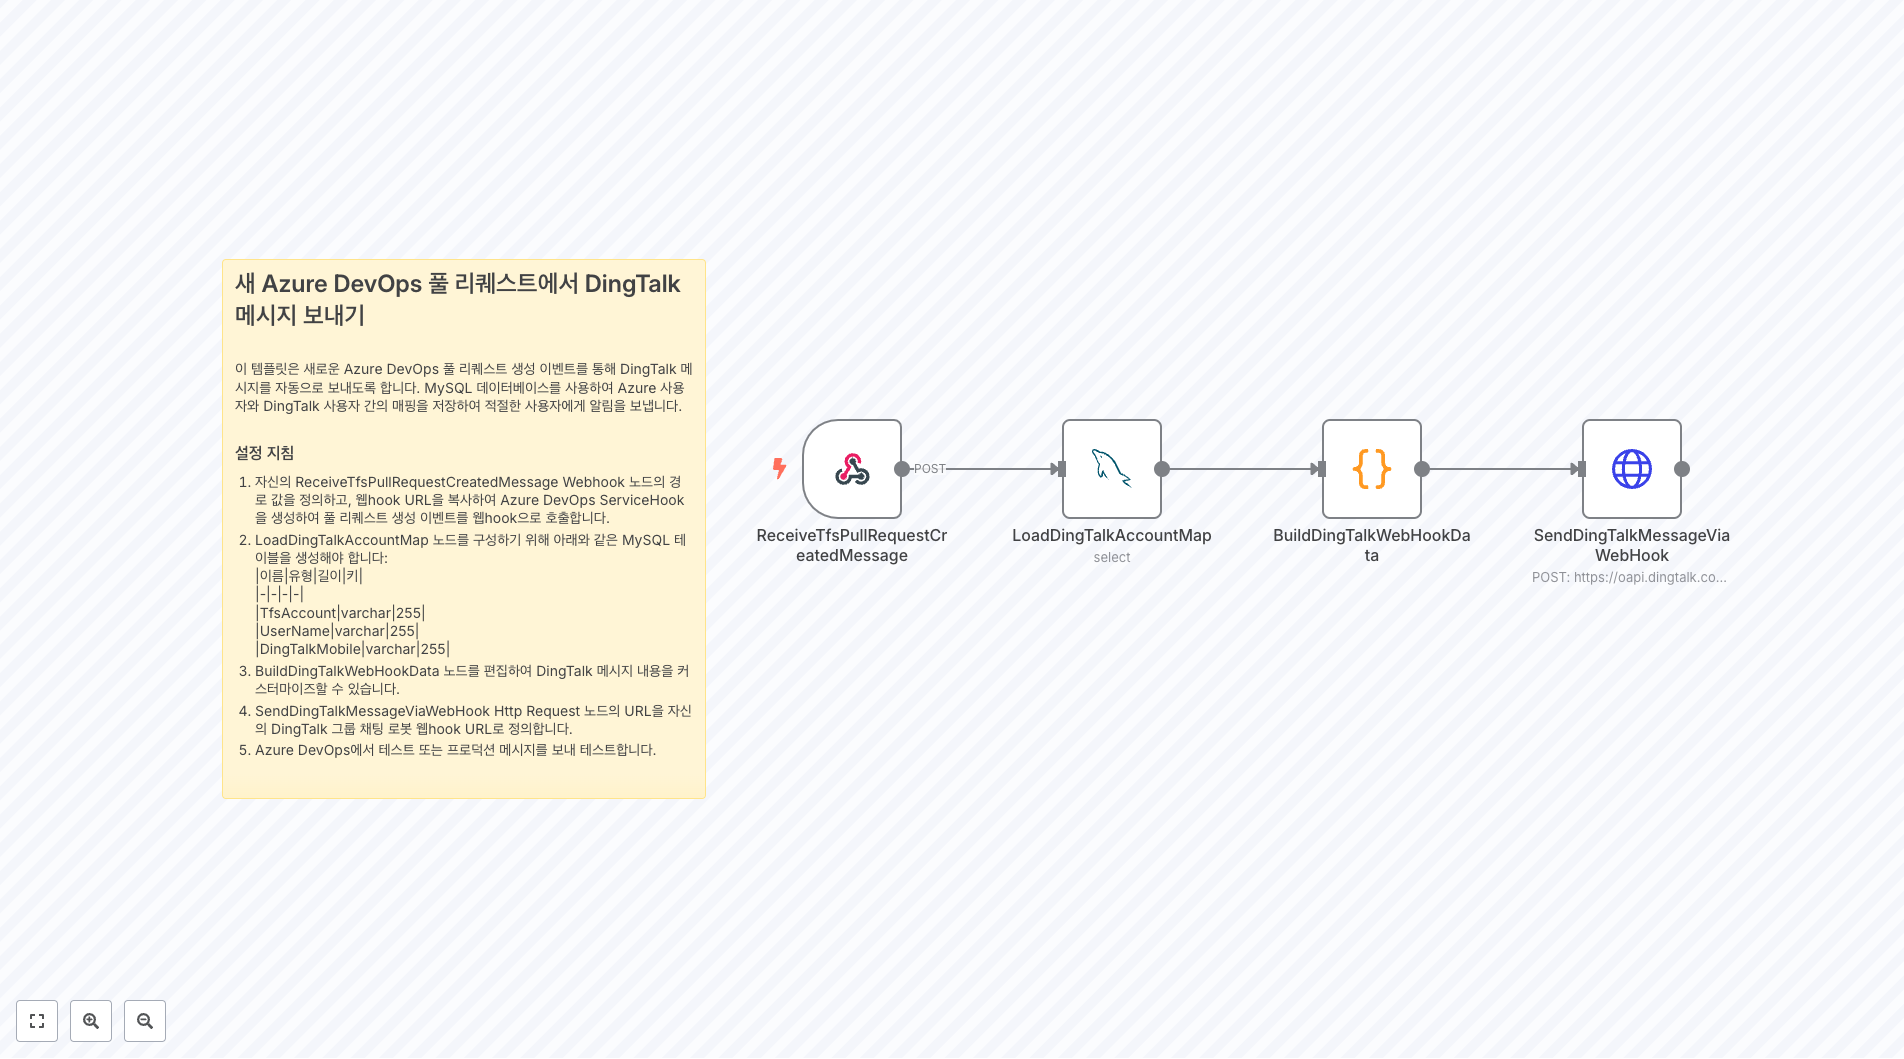 새 Azure DevOps 풀 리퀘스트에서 DingTalk
메시지 보내기
이 템플릿은 새로운 Azure DevOps 풀 리퀘스트 생성 이벤트를 통해 DingTalk 메
시지를 자동으로 보내도록 합니다. MySQL 데이터베이스를 사용하여 Azure 사용
자와 DingTalk 사용자 간의 매핑을 저장하여 적절한 사용자에게 알림을 보냅니다.
설정 지침
1. 자신의 ReceiveTfsPullRequestCreatedMessage Webhook 노드의 경
로 값을 정의하고, 웹hook URL을 복사하여 Azure DevOps ServiceHook
을 생성하여 풀 리퀘스트 생성 이벤트를 웹hook으로 호출합니다.
2. LoadDingTalkAccountMap 노드를 구성하기 위해 아래와 같은 MySQL 테
이블을 생성해야 합니다:
|이름|유형|길이|키|
|-|-|-|-|
|TfsAccount|varchar|255|
|UserName|varchar|255|
|DingTalkMobile|varchar|255|
3. BuildDingTalkWebHookData 노드를 편집하여 DingTalk 메시지 내용을 커
스터마이즈할 수 있습니다.
4. SendDingTalkMessageViaWebHook Http Request 노드의 URL을 자신
의 DingTalk 그룹 채팅 로봇 웹hook URL로 정의합니다.
5. Azure DevOps에서 테스트 또는 프로덕션 메시지를 보내 테스트합니다.
POST
ReceiveTfsPullRequestCr
eatedMessage
LoadDingTalkAccountMap
select
BuildDingTalkWebHookDa
ta
SendDingTalkMessageVia
WebHook
POST: https://oapi.dingtalk.co...